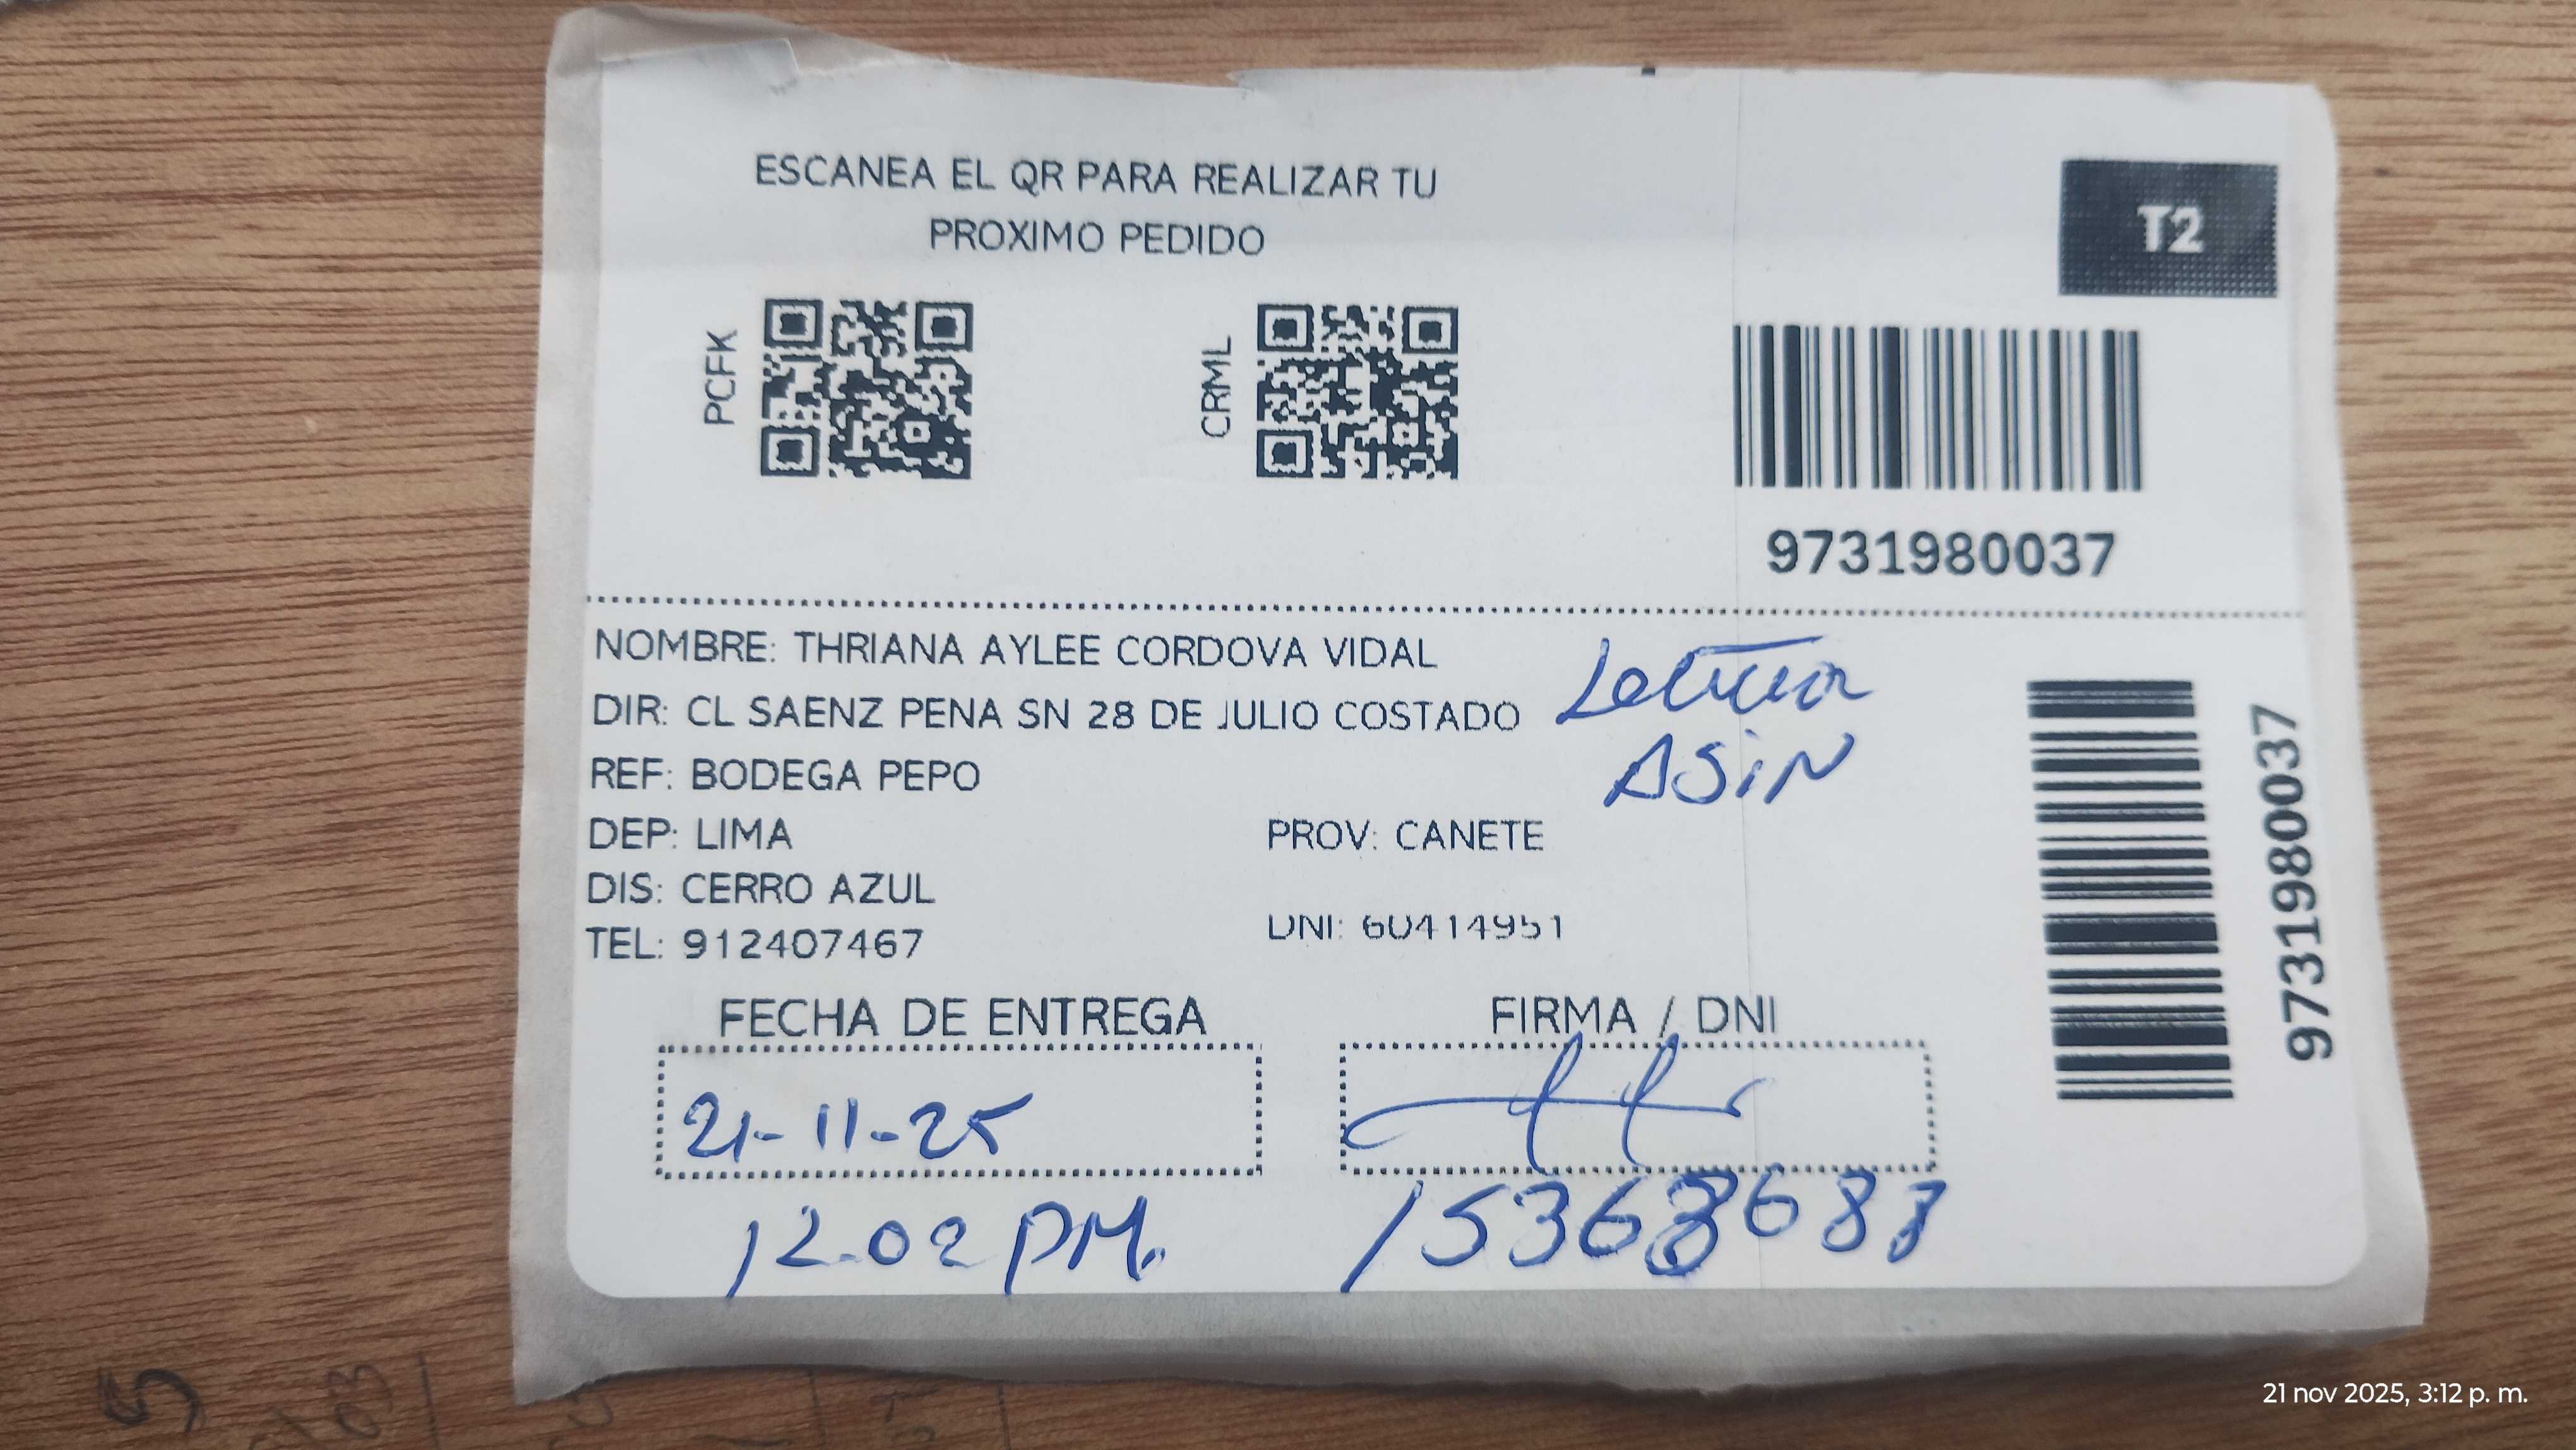 ESCANEA EL QR PARA REALIZAR TU
PROXIMO PEDIDO
T2
PCFK
CRML
9731980037
NOMBRE: THRIANA AYLEE CORDOVA VIDAL
DIR: CL SAENZ PENA SN 28 DE JULIO COSTADO
REF: BODEGA PEPO
ASiN
DEP: LIMA
PROV: CANETE
DIS: CERRO AZUL
TEL: 912407467
DNI: 60414951
9731980037
FECHA DE ENTREGA
FIRMA / DNI
21-11-25
12.02 PM.
21 nov 2025, 3:12 p. m.